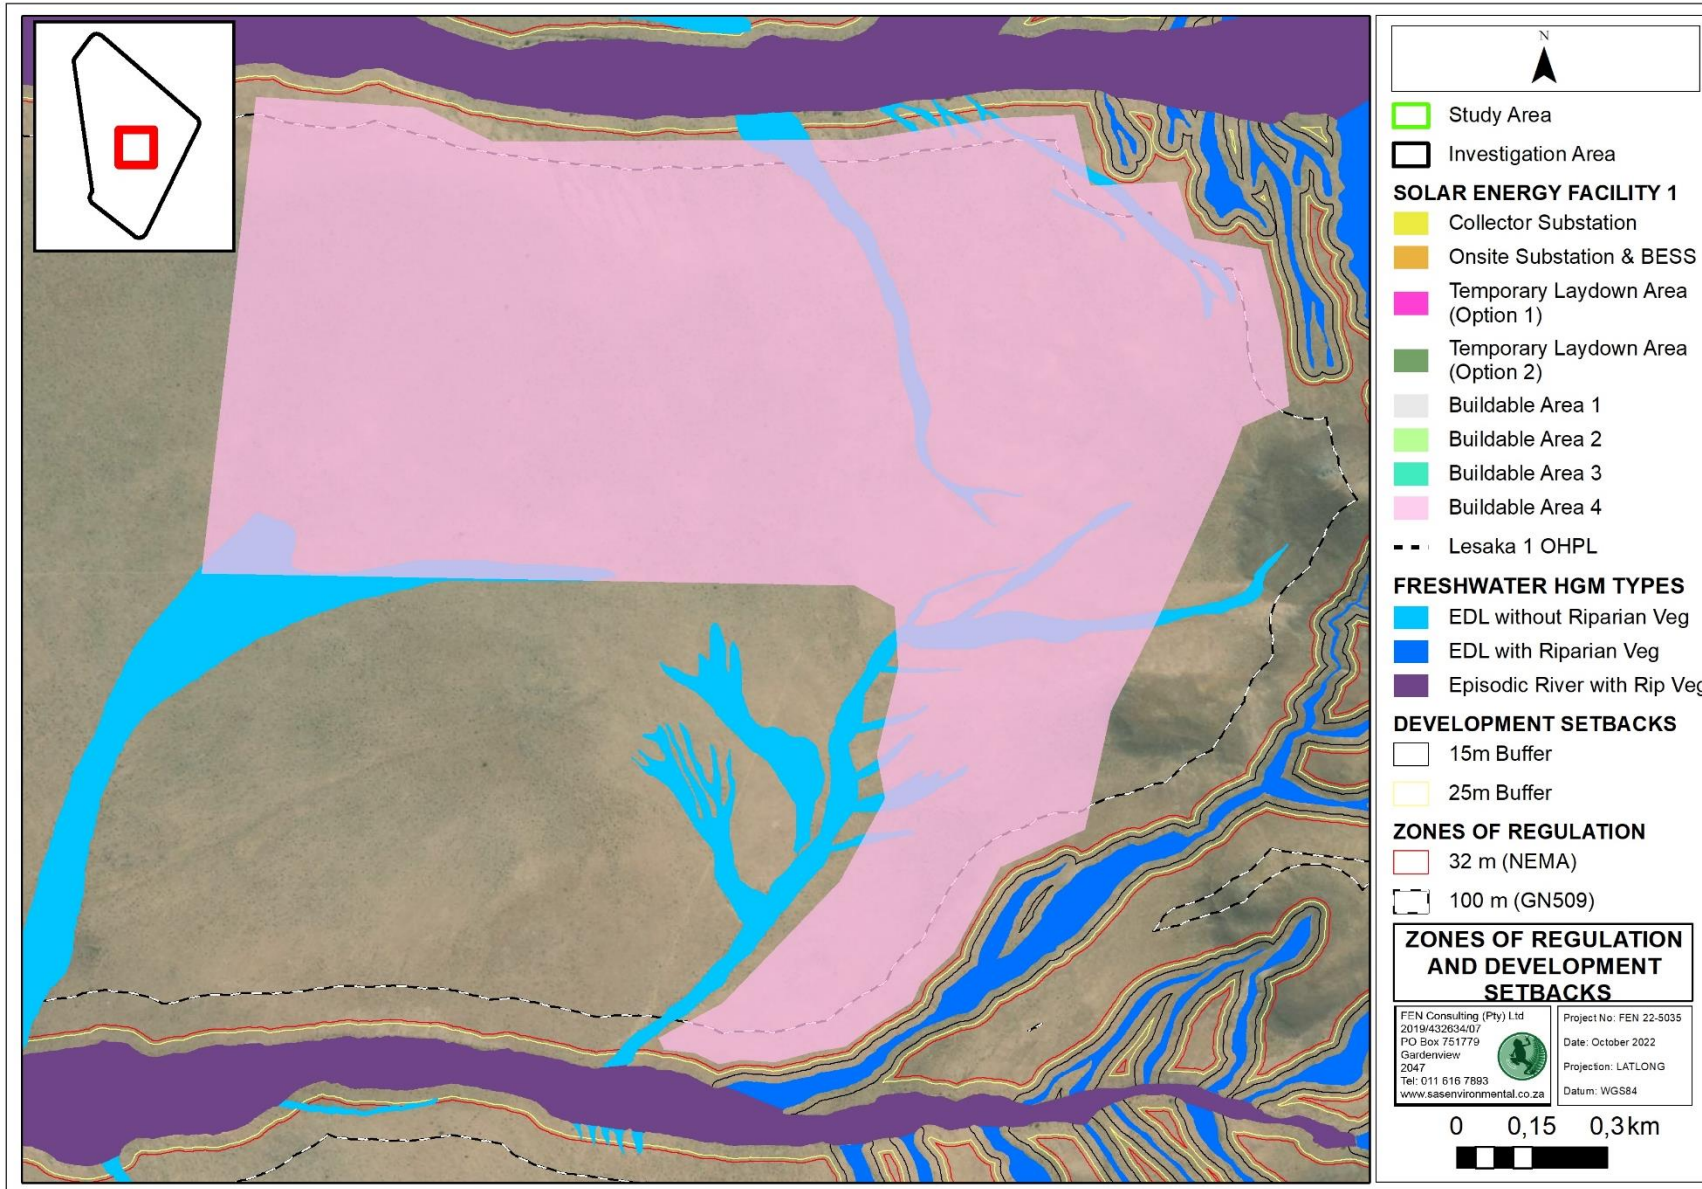 N
Study Area
Investigation Area
SOLAR ENERGY FACILITY 1
Collector Substation
Onsite Substation & BESS
Temporary Laydown Area
(Option 1)
Temporary Laydown Area
(Option 2)
Buildable Area 1
Buildable Area 2
Buildable Area 3
Buildable Area 4
Lesaka 1 OHPL
FRESHWATER HGM TYPES
EDL without Riparian Veg
EDL with Riparian Veg
Episodic River with Rip Veg
DEVELOPMENT SETBACKS
15m Buffer
25m Buffer
ZONES OF REGULATION
32 m (NEMA)
100 m (GN509)
ZONES OF REGULATION
AND DEVELOPMENT
SETBACKS
FEN Consulting (Pty) Ltd
2019/432634/07
PO Box 751779
Gardenview
2047
Tel: 011 616 7893
www.sasenvironmental.co.za
Project No: FEN 22-5035
Date: October 2022
Projection: LATLONG
Datum: WGS84
0 0,15 0,3 km